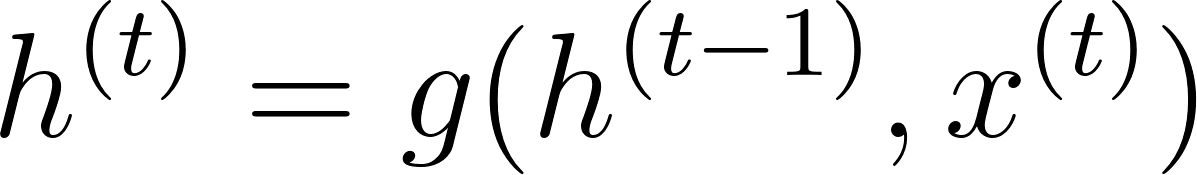 h^{(t)} = g(h^{(t-1)}, x^{(t)})